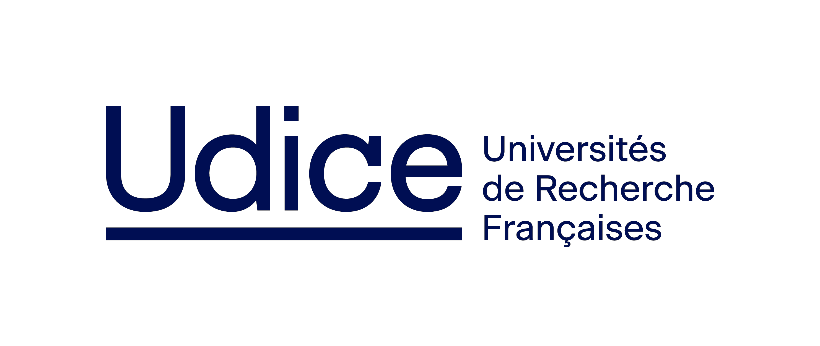 Udice
Universités
de Recherche
Françaises